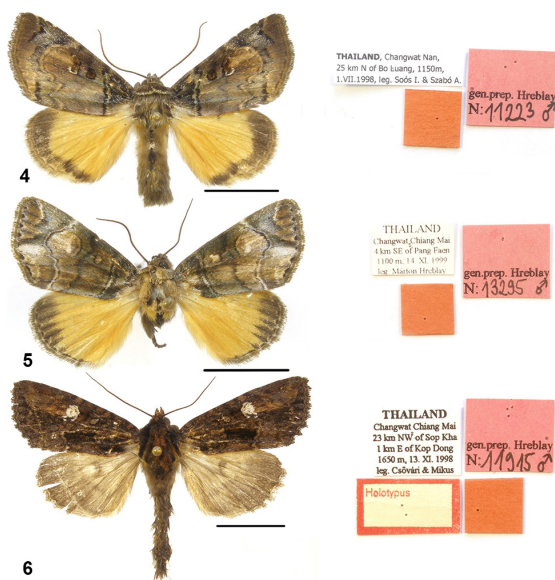 4
THAILAND, Changwat Nan,
25 km N of Bo Luang, 1150m,
1.VII.1998, leg. Soós I. & Szabó A.
gen.prep. Hreblay
N: 11223 ♂
5
THAILAND
Changwat Chiang Mai
4 km SE of Pang Faen
1100 m, 14. XI. 1999
leg. Márton Hreblay
gen.prep. Hreblay
N: 13295 ♂
6
THAILAND
Changwat Chiang Mai
23 km NW of Sop Kha
1 km E of Kop Dong
1650 m, 13. XI. 1998
leg. Csővári & Mikus
gen.prep. Hreblay
N: 11915 ♂
Holotypus